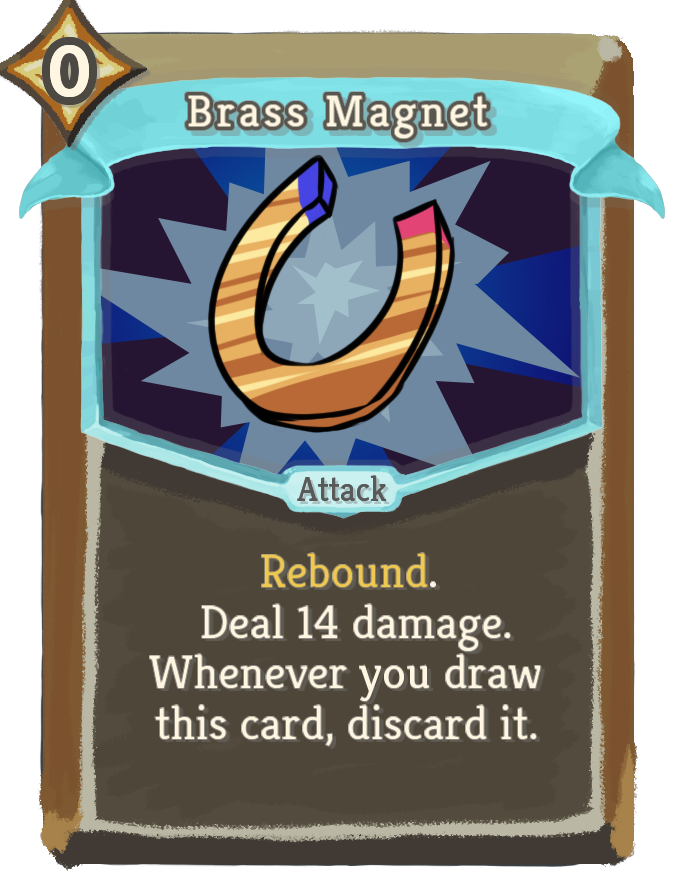 0
Brass Magnet
Attack
Rebound.
Deal 14 damage.
Whenever you draw
this card, discard it.